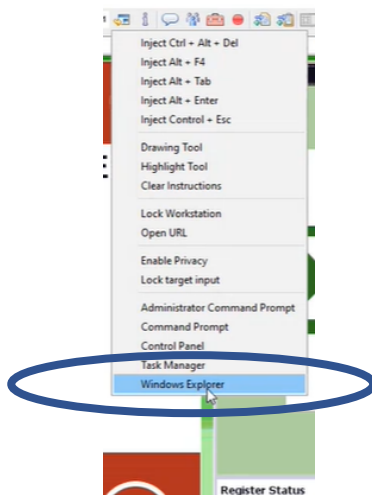 Inject Ctrl + Alt + Del
Inject Alt + F4
Inject Alt + Tab
Inject Alt + Enter
Inject Control + Esc
Drawing Tool
Highlight Tool
Clear Instructions
Lock Workstation
Open URL
Enable Privacy
Lock target input
Administrator Command Prompt
Command Prompt
Control Panel
Task Manager
Windows Explorer
Register Status